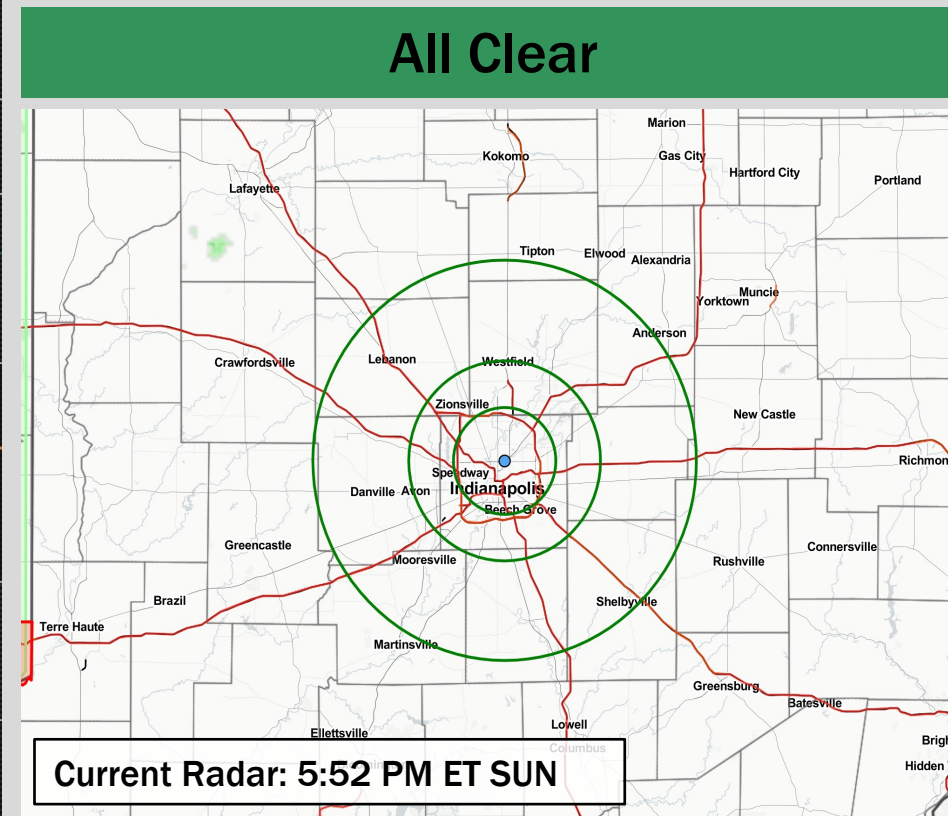 All Clear
Marion
Kokomo
Gas City
Hartford City
Portland
Lafayette
Tipton
Elwood
Alexandria
Muncie
Yorktown
Anderson
Crawfordsville
Lebanon
Westfield
Zionsville
New Castle
Richmon
Speedway
Indianapolis
Danville
Avon
Beech Grove
Greencastle
Mooresville
Connersville
Rushville
Brazil
Shelbyville
Terre Haute
Martinsville
Greensburg
Batesville
Lowell
Ellettsville
Columbus
Brigh
Hidden
Current Radar: 5:52 PM ET SUN